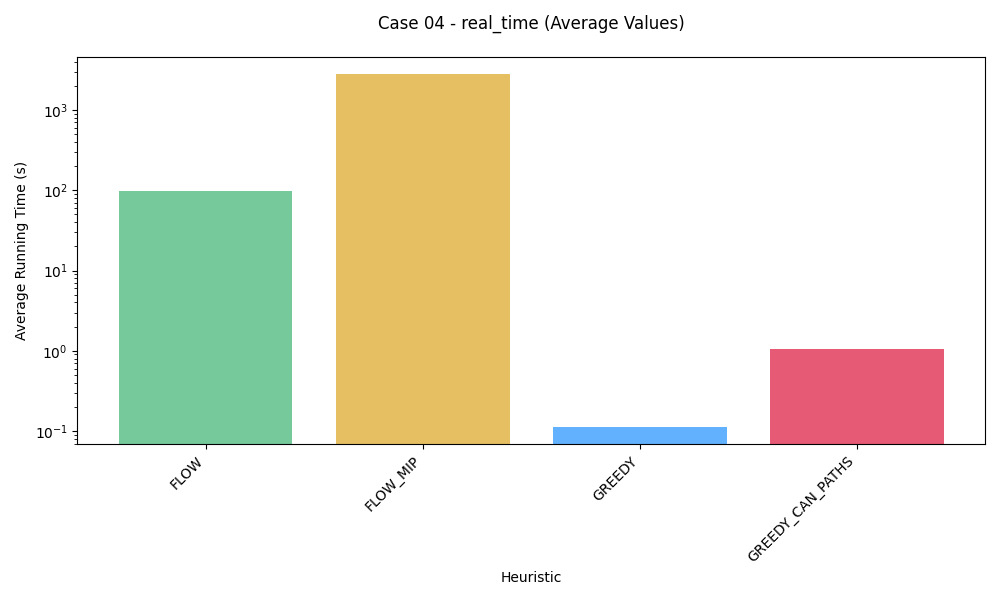 Case 04 - real_time (Average Values)
Average Running Time (s)
10³
10²
10¹
10⁰
10⁻¹
FLOW
FLOW_MIP
GREEDY
GREEDY_CAN_PATHS
Heuristic